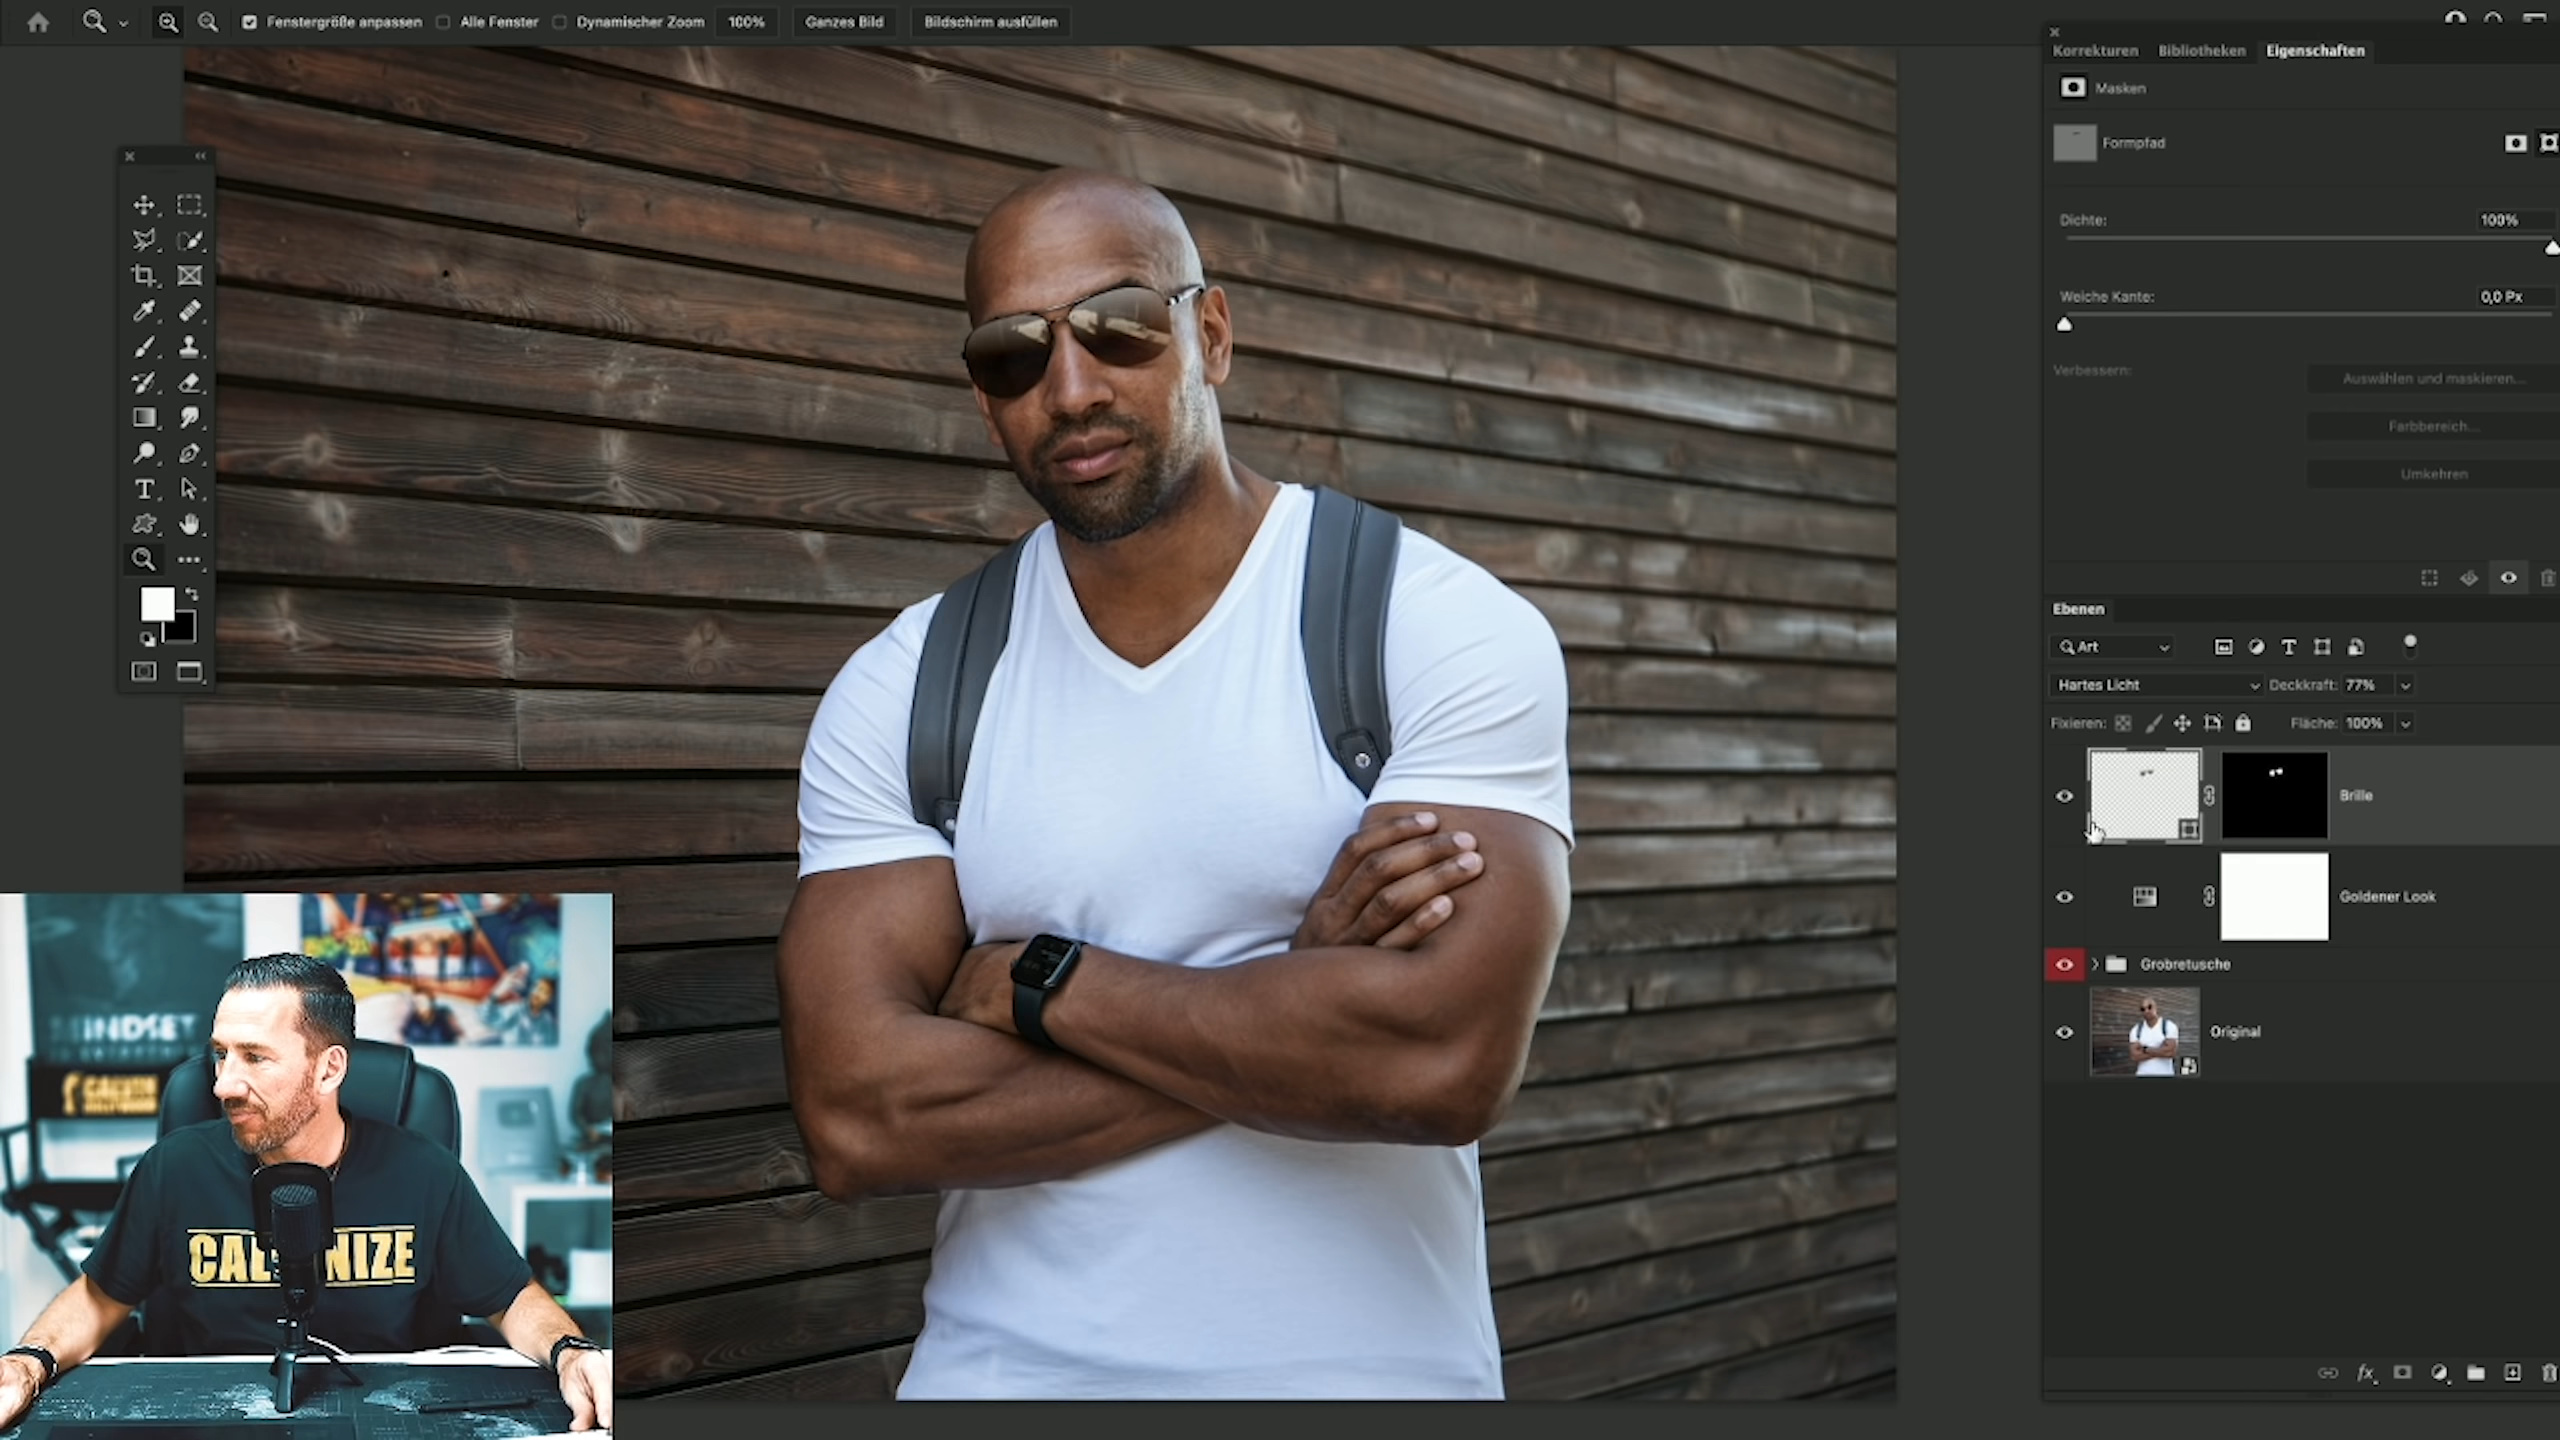 Fenstergröße anpassen Alle Fenster Dynamischer Zoom 100% Ganzes Bild Bildschirm ausfüllen
Korrekturen Bibliotheken Eigenschaften
Masken
Formpfad
Dichte: 100%
Weiche Kante: 0,0 Px
Verbessern: Auswählen und maskieren...
Farbbereich...
Umkehren
Ebenen
Art
Hartes Licht Deckkraft: 77%
Fixieren: Fläche: 100%
Brille
Goldener Look
Grobretusche
Original
MINDSET
CALVIN